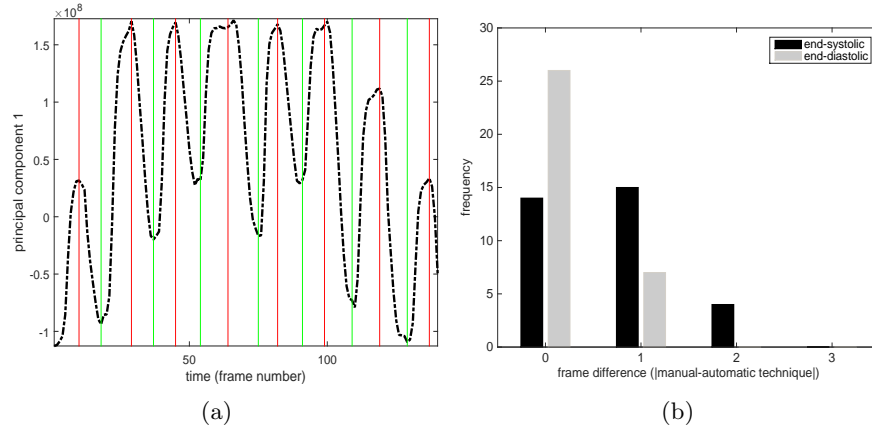 ×10⁸
1.5
1
0.5
0
-0.5
-1
50
100
principal component 1
time (frame number)
(a)
30
25
20
15
10
5
0
0
1
2
3
frequency
frame difference (|manual-automatic technique|)
end-systolic
end-diastolic
(b)